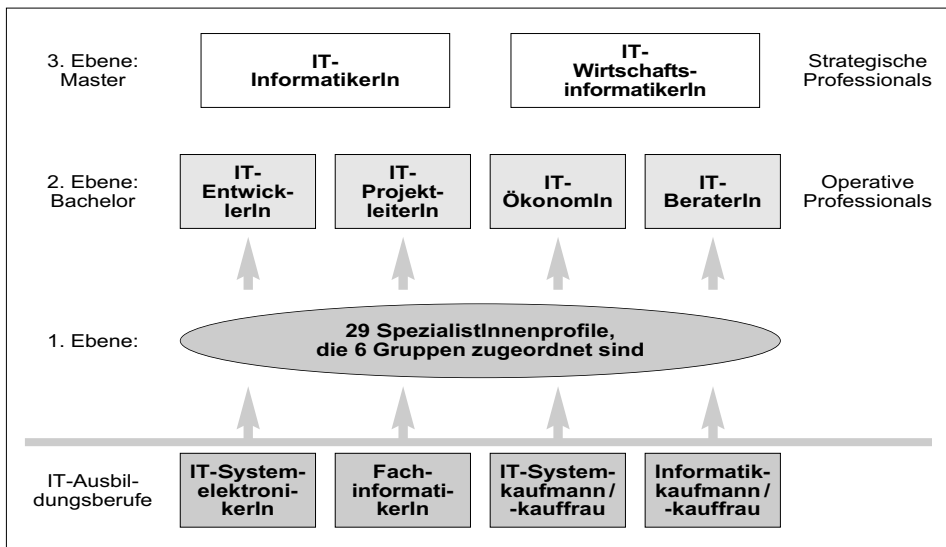 3. Ebene:
Master
IT-
InformatikerIn
IT-
Wirtschafts-
informatikerIn
Strategische
Professionals
2. Ebene:
Bachelor
IT-
Entwick-
lerIn
IT-
Projekt-
leiterIn
IT-
ÖkonomIn
IT-
BeraterIn
Operative
Professionals
1. Ebene:
29 SpezialistInnenprofile,
die 6 Gruppen zugeordnet sind
IT-Ausbil-
dungsberufe
IT-System-
elektroni-
kerIn
Fach-
informati-
kerIn
IT-System-
kaufmann/
-kauffrau
Informatik-
kaufmann/
-kauffrau